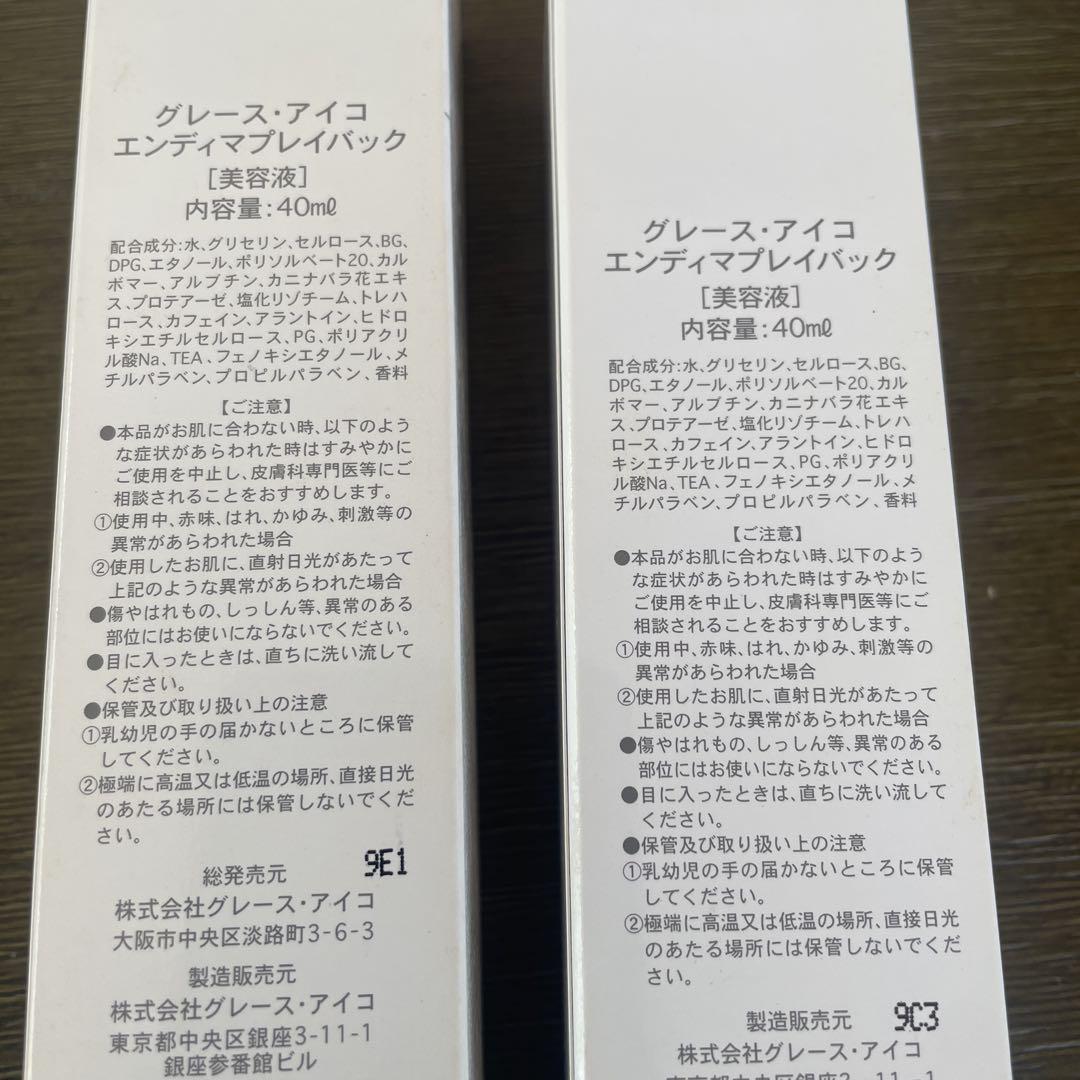 グレース・アイコ
エンディマプレイバック
[美容液]
内容量:40ml
配合成分:水、グリセリン、セルロース、BG、
DPG、エタノール、ポリソルベート20、カル
ボマー、アルブチン、カニナバラ花エキ
ス、プロテアーゼ、塩化リゾチーム、トレハ
ロース、カフェイン、アラントイン、ヒドロ
キシエチルセルロース、PG、ポリアクリ
ル酸Na、TEA、フェノキシエタノール、メ
チルパラベン、プロピルパラベン、香料
【ご注意】
●本品がお肌に合わない時、以下のよう
な症状があらわれた時はすみやかに
ご使用を中止し、皮膚科専門医等にご
相談されることをおすすめします。
①使用中、赤味、はれ、かゆみ、刺激等の
異常があらわれた場合
②使用したお肌に、直射日光があたって
上記のような異常があらわれた場合
●傷やはれもの、しっしん等、異常のある
部位にはお使いにならないでください。
●目に入ったときは、直ちに洗い流して
ください。
●保管及び取り扱い上の注意
①乳幼児の手の届かないところに保管
してください。
②極端に高温又は低温の場所、直接日光
のあたる場所には保管しないでくだ
さい。
総発売元 9E1
株式会社グレース・アイコ
大阪市中央区淡路町3-6-3
製造販売元
株式会社グレース・アイコ
東京都中央区銀座3-11-1
銀座参番館ビル
グレース・アイコ
エンディマプレイバック
[美容液]
内容量:40ml
配合成分:水、グリセリン、セルロース、BG、
DPG、エタノール、ポリソルベート20、カル
ボマー、アルブチン、カニナバラ花エキ
ス、プロテアーゼ、塩化リゾチーム、トレハ
ロース、カフェイン、アラントイン、ヒドロ
キシエチルセルロース、PG、ポリアクリ
ル酸Na、TEA、フェノキシエタノール、メ
チルパラベン、プロピルパラベン、香料
【ご注意】
●本品がお肌に合わない時、以下のよう
な症状があらわれた時はすみやかに
ご使用を中止し、皮膚科専門医等にご
相談されることをおすすめします。
①使用中、赤味、はれ、かゆみ、刺激等の
異常があらわれた場合
②使用したお肌に、直射日光があたって
上記のような異常があらわれた場合
●傷やはれもの、しっしん等、異常のある
部位にはお使いにならないでください。
●目に入ったときは、直ちに洗い流して
ください。
●保管及び取り扱い上の注意
①乳幼児の手の届かないところに保管
してください。
②極端に高温又は低温の場所、直接日光
のあたる場所には保管しないでくだ
さい。
製造販売元 9C3
株式会社グレース・アイコ